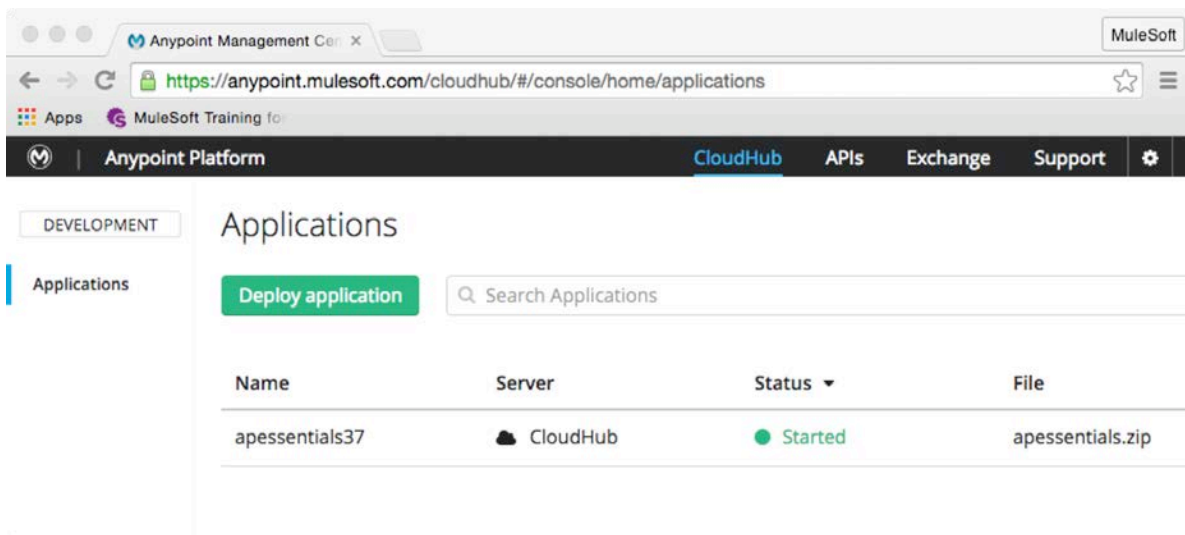 Anypoint Management Cen
MuleSoft
https://anypoint.mulesoft.com/cloudhub/#/console/home/applications
Apps MuleSoft Training fo
Anypoint Platform CloudHub APIs Exchange Support
DEVELOPMENT
Applications
Applications
Deploy application
Search Applications
Name Server Status File
apessentials37 CloudHub Started apessentials.zip